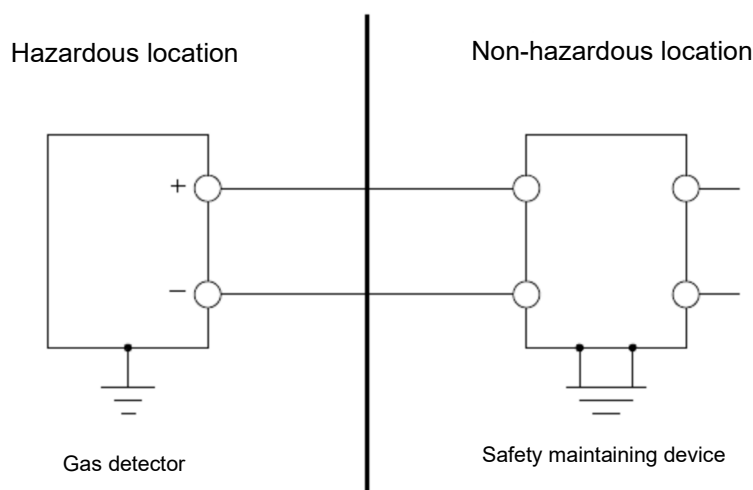 Hazardous location
Non-hazardous location
+
−
Gas detector
Safety maintaining device